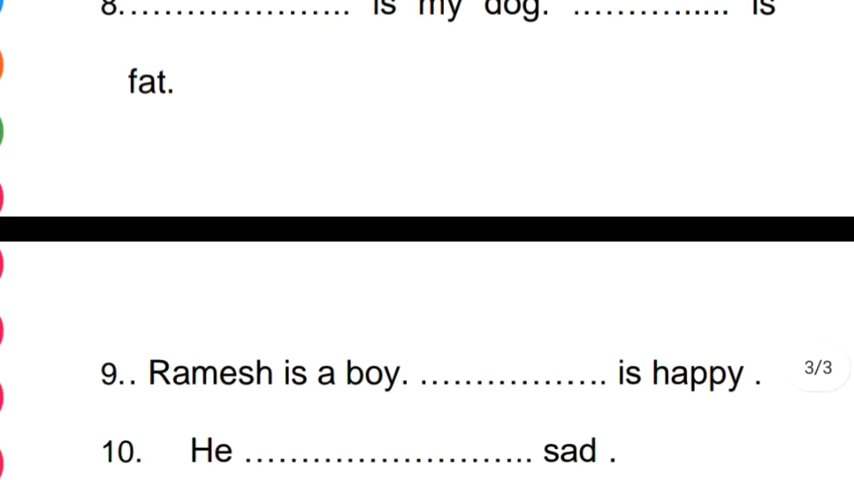 8..................... is my dog. ................ is
fat.
9.. Ramesh is a boy. .................. is happy .
3/3
10. He ............................ sad .